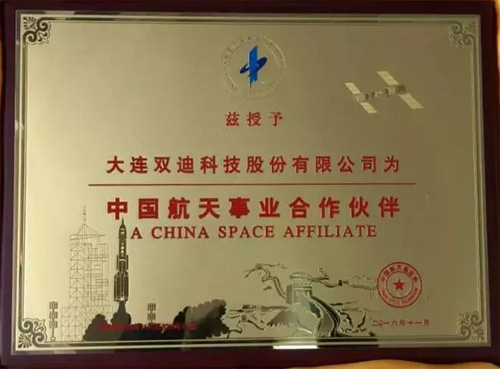 兹授予
大连双迪科技股份有限公司为
中国航天事业合作伙伴
A CHINA SPACE AFFILIATE
二〇一六年十一月